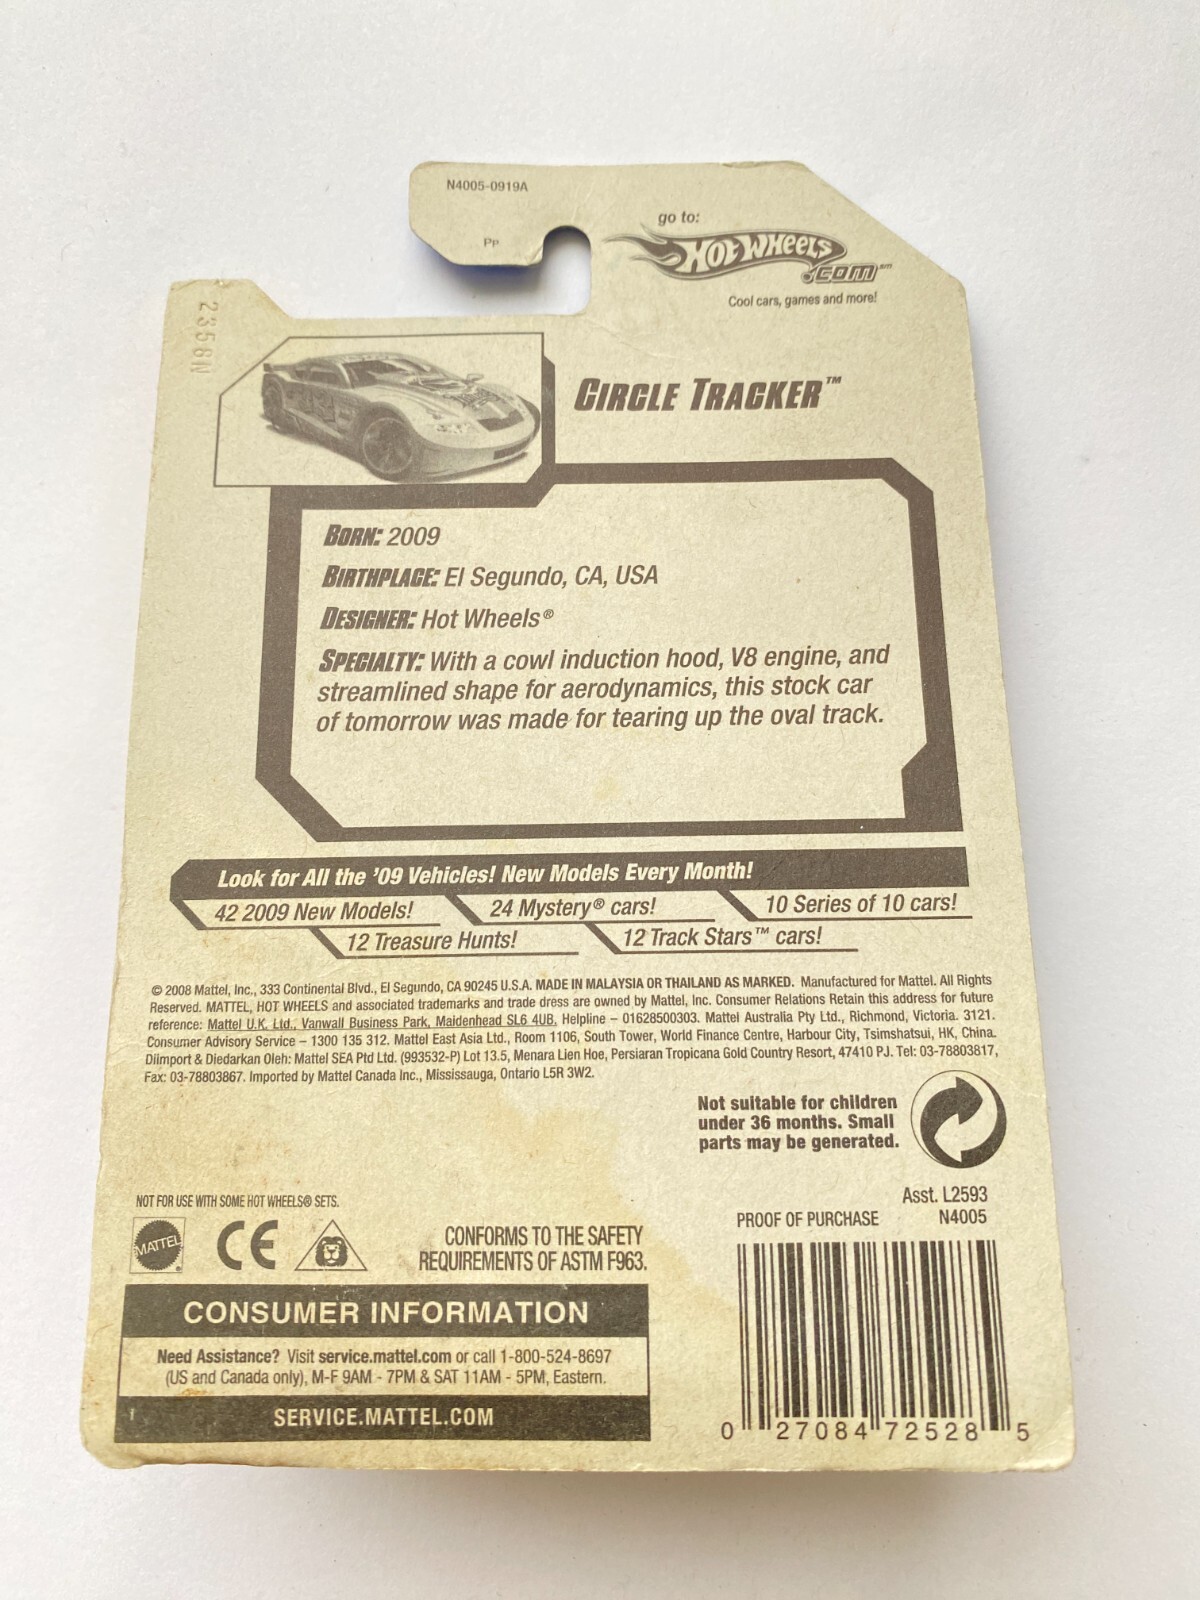 N4005-0919A
PP
go to:
HOT WHEELS
.COM℠
Cool cars, games and more!
2358N
CIRCLE TRACKER™
BORN: 2009
BIRTHPLACE: El Segundo, CA, USA
DESIGNER: Hot Wheels®
SPECIALTY: With a cowl induction hood, V8 engine, and
streamlined shape for aerodynamics, this stock car
of tomorrow was made for tearing up the oval track.
Look for All the '09 Vehicles! New Models Every Month!
42 2009 New Models! 24 Mystery® cars! 10 Series of 10 cars!
12 Treasure Hunts! 12 Track Stars™ cars!
© 2008 Mattel, Inc., 333 Continental Blvd., El Segundo, CA 90245 U.S.A. MADE IN MALAYSIA OR THAILAND AS MARKED. Manufactured for Mattel. All Rights
Reserved. MATTEL, HOT WHEELS and associated trademarks and trade dress are owned by Mattel, Inc. Consumer Relations Retain this address for future
reference: Mattel U.K. Ltd., Vanwall Business Park, Maidenhead SL6 4UB. Helpline – 01628500303. Mattel Australia Pty Ltd., Richmond, Victoria. 3121.
Consumer Advisory Service – 1300 135 312. Mattel East Asia Ltd., Room 1106, South Tower, World Finance Centre, Harbour City, Tsimshatsui, HK, China.
Diimport & Diedarkan Oleh: Mattel SEA Ptd Ltd. (993532-P) Lot 13.5, Menara Lien Hoe, Persiaran Tropicana Gold Country Resort, 47410 PJ. Tel: 03-78803817,
Fax: 03-78803867. Imported by Mattel Canada Inc., Mississauga, Ontario L5R 3W2.
Not suitable for children
under 36 months. Small
parts may be generated.
Asst. L2593
PROOF OF PURCHASE N4005
NOT FOR USE WITH SOME HOT WHEELS® SETS.
MATTEL
®
CE
CONFORMS TO THE SAFETY
REQUIREMENTS OF ASTM F963.
CONSUMER INFORMATION
Need Assistance? Visit service.mattel.com or call 1-800-524-8697
(US and Canada only), M-F 9AM - 7PM & SAT 11AM - 5PM, Eastern.
SERVICE.MATTEL.COM
0 27084 72528 5